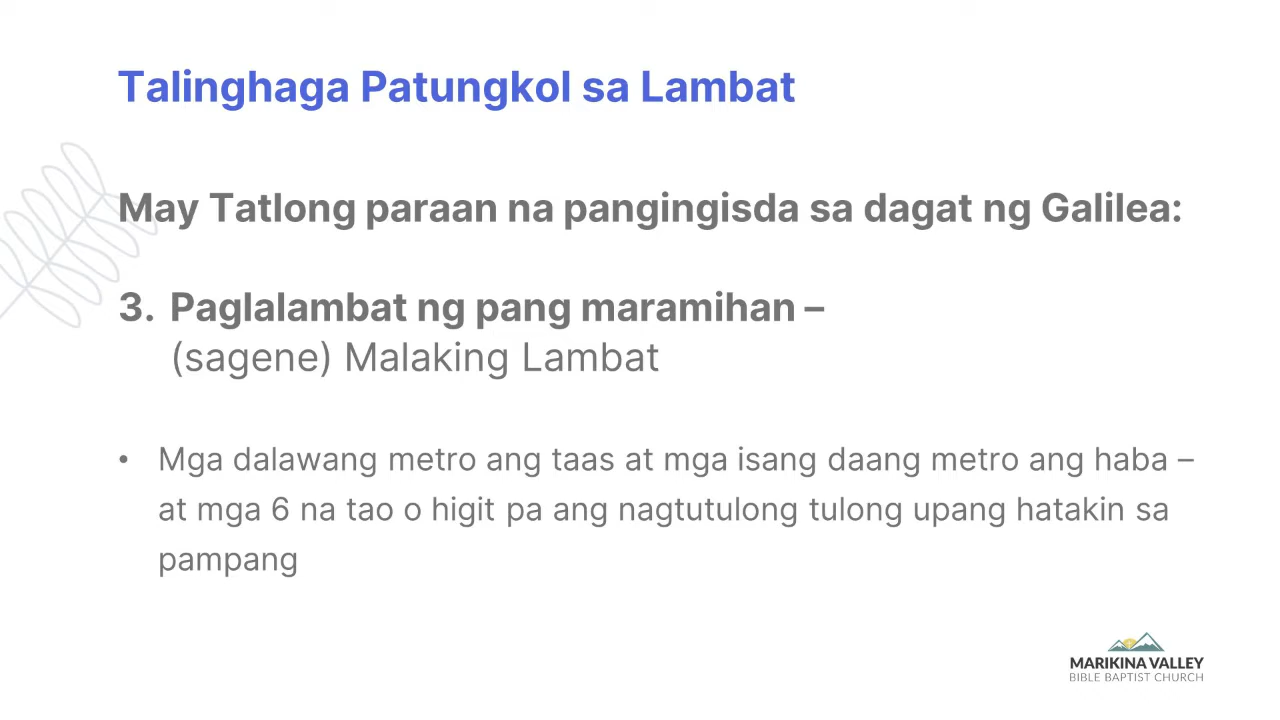 Talinghaga Patungkol sa Lambat
May Tatlong paraan na pangingisda sa dagat ng Galilea:
3. Paglalambat ng pang maramihan –
(sagene) Malaking Lambat
• Mga dalawang metro ang taas at mga isang daang metro ang haba –
at mga 6 na tao o higit pa ang nagtutulong tulong upang hatakin sa
pampang
MARIKINA VALLEY
BIBLE BAPTIST CHURCH